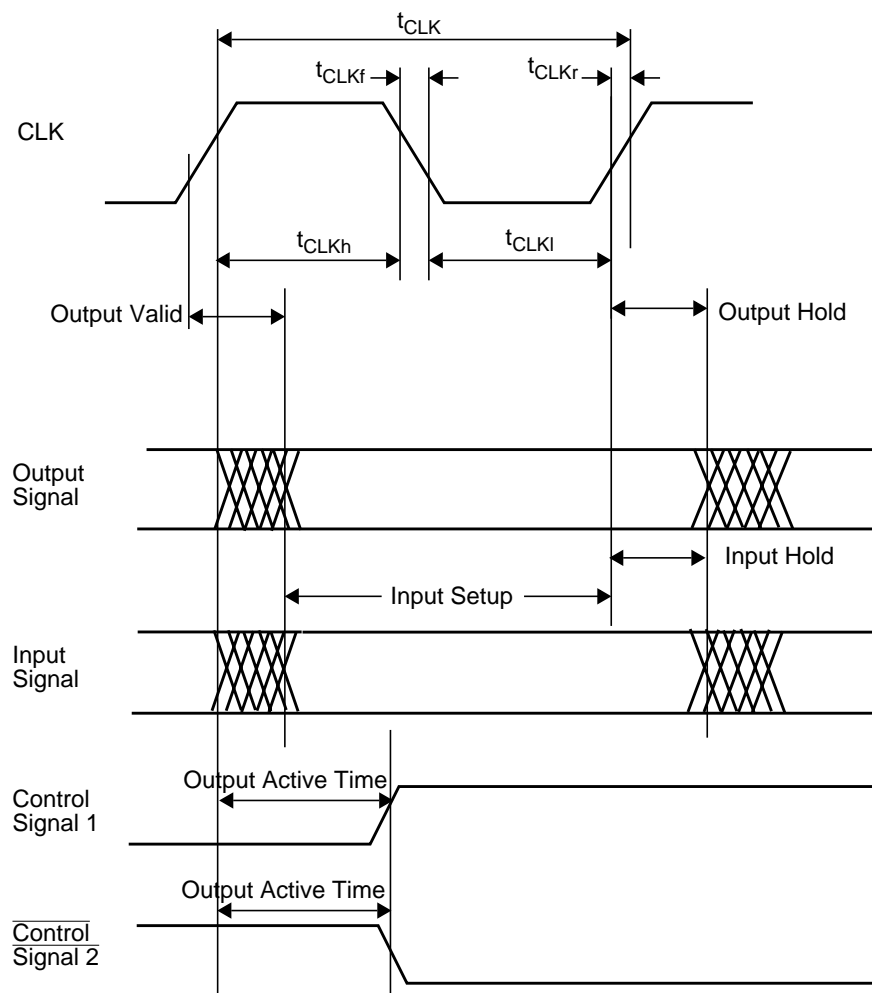 tCLK
tCLKf
tCLKr
CLK
tCLKh
tCLKl
Output Valid
Output Hold
Output
Signal
Input Hold
Input Setup
Input
Signal
Output Active Time
Control
Signal 1
Output Active Time
Control
Signal 2